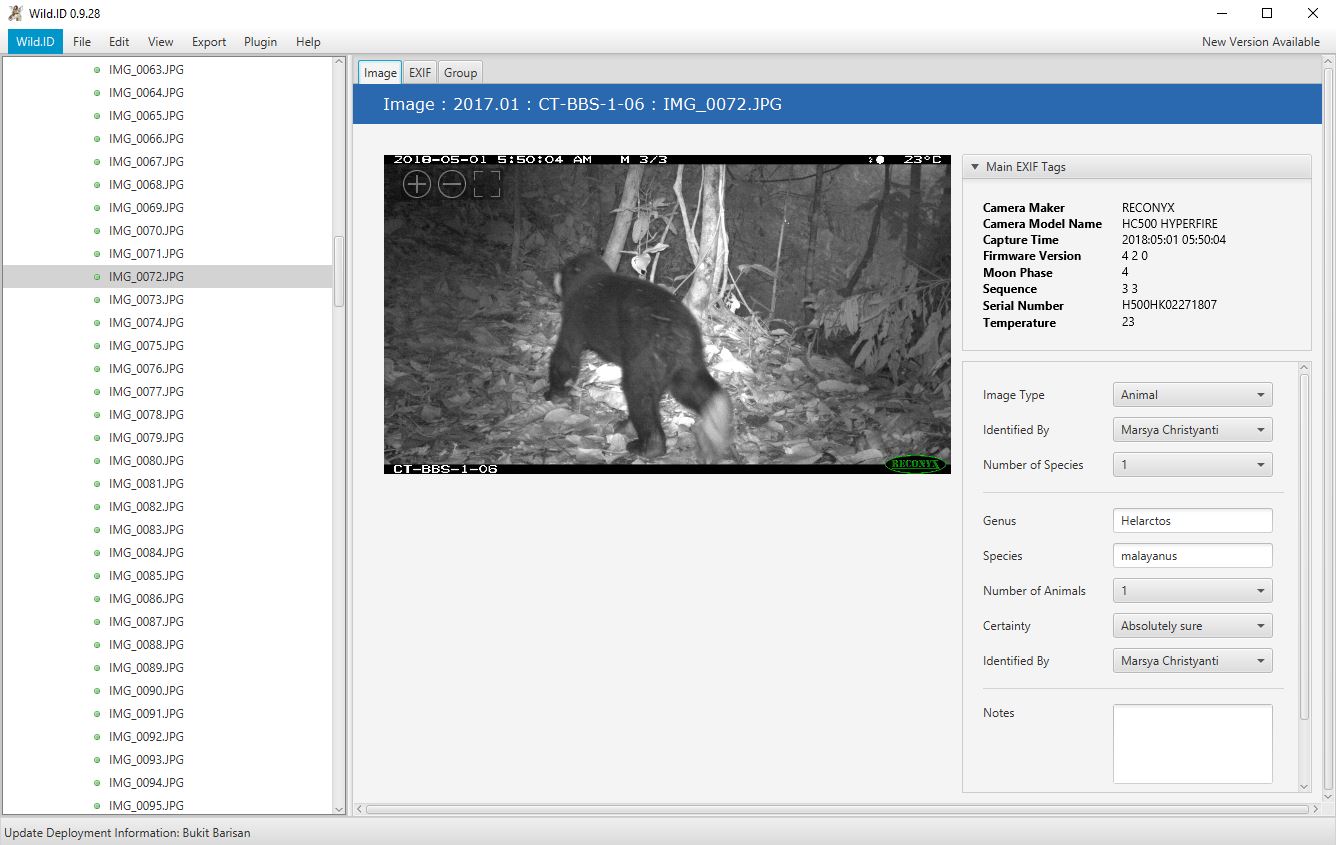 Wild.ID 0.9.28
Wild.ID File Edit View Export Plugin Help New Version Available
IMG_0063.JPG
IMG_0064.JPG
IMG_0065.JPG
IMG_0066.JPG
IMG_0067.JPG
IMG_0068.JPG
IMG_0069.JPG
IMG_0070.JPG
IMG_0071.JPG
IMG_0072.JPG
IMG_0073.JPG
IMG_0074.JPG
IMG_0075.JPG
IMG_0076.JPG
IMG_0077.JPG
IMG_0078.JPG
IMG_0079.JPG
IMG_0080.JPG
IMG_0081.JPG
IMG_0082.JPG
IMG_0083.JPG
IMG_0084.JPG
IMG_0085.JPG
IMG_0086.JPG
IMG_0087.JPG
IMG_0088.JPG
IMG_0089.JPG
IMG_0090.JPG
IMG_0091.JPG
IMG_0092.JPG
IMG_0093.JPG
IMG_0094.JPG
IMG_0095.JPG
Image EXIF Group
Image : 2017.01 : CT-BBS-1-06 : IMG_0072.JPG
2018-05-01 5:50:04 AM M 3/3 23°C
CT-BBS-1-06 RECONYX
Main EXIF Tags
Camera Maker RECONYX
Camera Model Name HC500 HYPERFIRE
Capture Time 2018:05:01 05:50:04
Firmware Version 4 2 0
Moon Phase 4
Sequence 3 3
Serial Number H500HK02271807
Temperature 23
Image Type Animal
Identified By Marsya Christyanti
Number of Species 1
Genus Helarctos
Species malayanus
Number of Animals 1
Certainty Absolutely sure
Identified By Marsya Christyanti
Notes
Update Deployment Information: Bukit Barisan